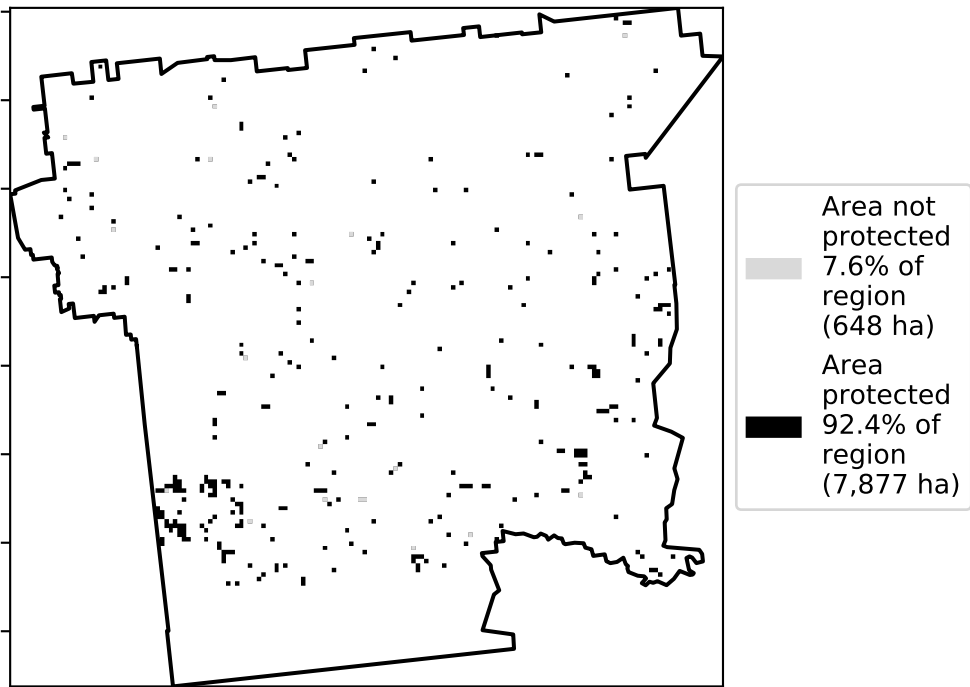 Area not
protected
7.6% of
region
(648 ha)
Area
protected
92.4% of
region
(7,877 ha)